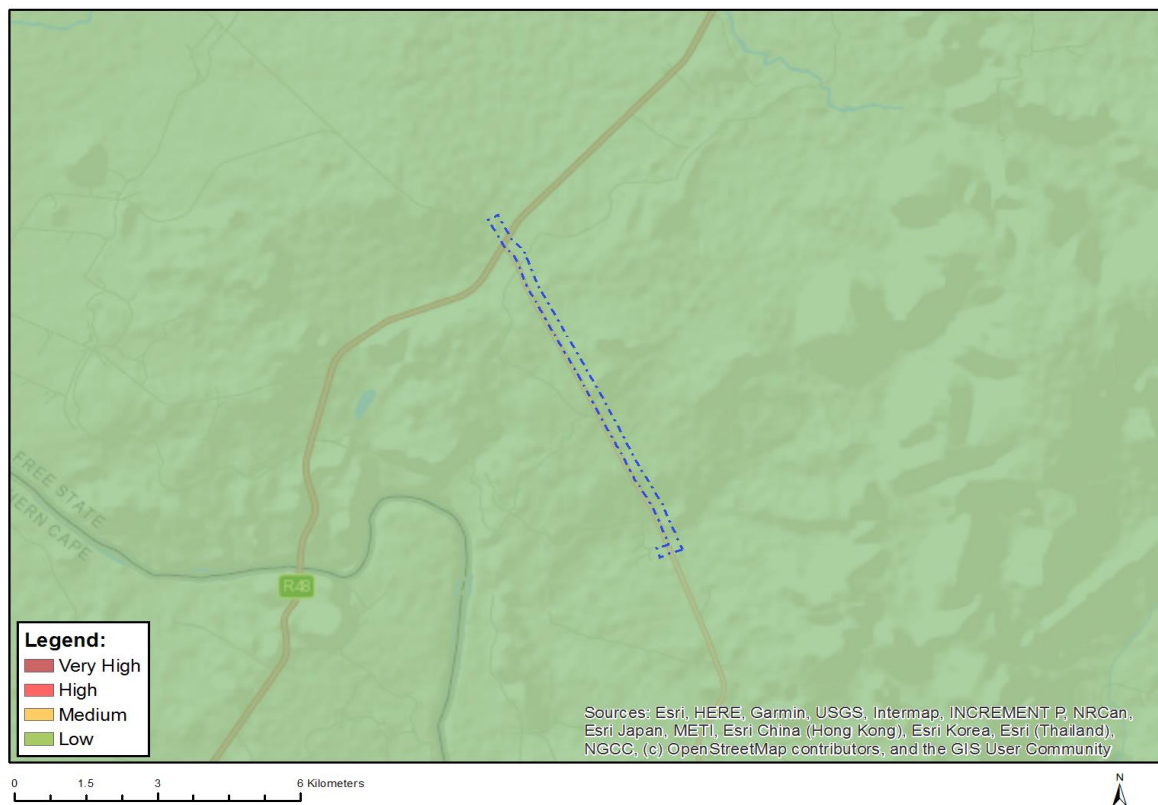 FREE STATE
HERN CAPE
R48
Legend:
Very High
High
Medium
Low
Sources: Esri, HERE, Garmin, USGS, Intermap, INCREMENT P, NRCan,
Esri Japan, METI, Esri China (Hong Kong), Esri Korea, Esri (Thailand),
NGCC, (c) OpenStreetMap contributors, and the GIS User Community
0 1.5 3 6 Kilometers
N